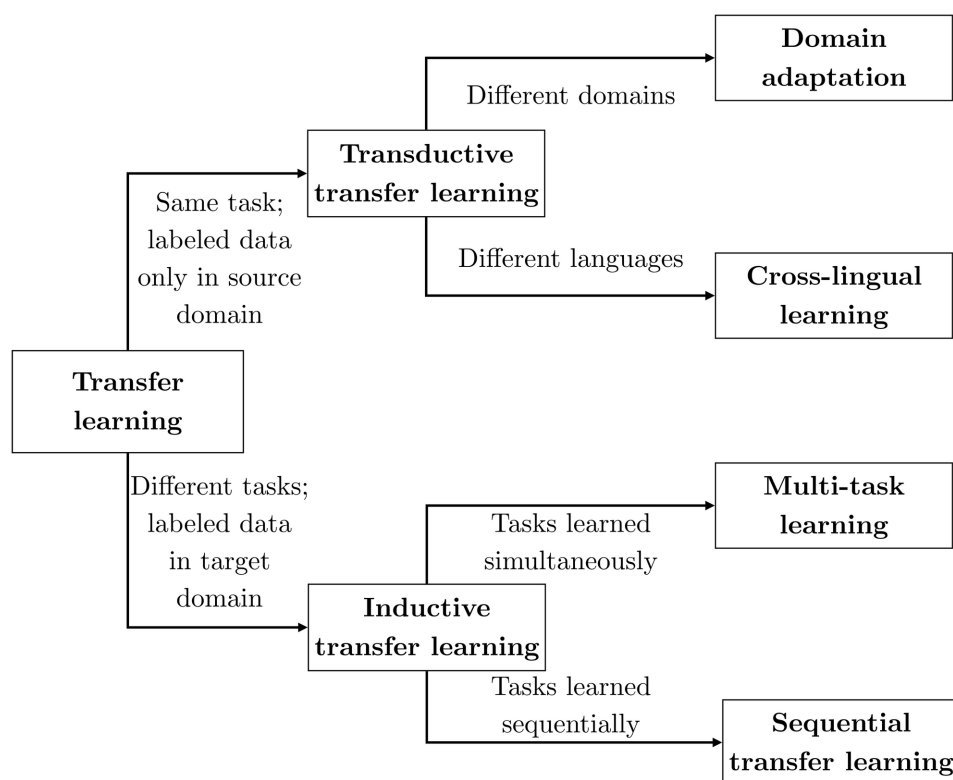 Domain
adaptation
Different domains
Transductive
transfer learning
Same task;
labeled data
only in source
domain
Different languages
Cross-lingual
learning
Transfer
learning
Different tasks;
labeled data
in target
domain
Multi-task
learning
Tasks learned
simultaneously
Inductive
transfer learning
Tasks learned
sequentially
Sequential
transfer learning